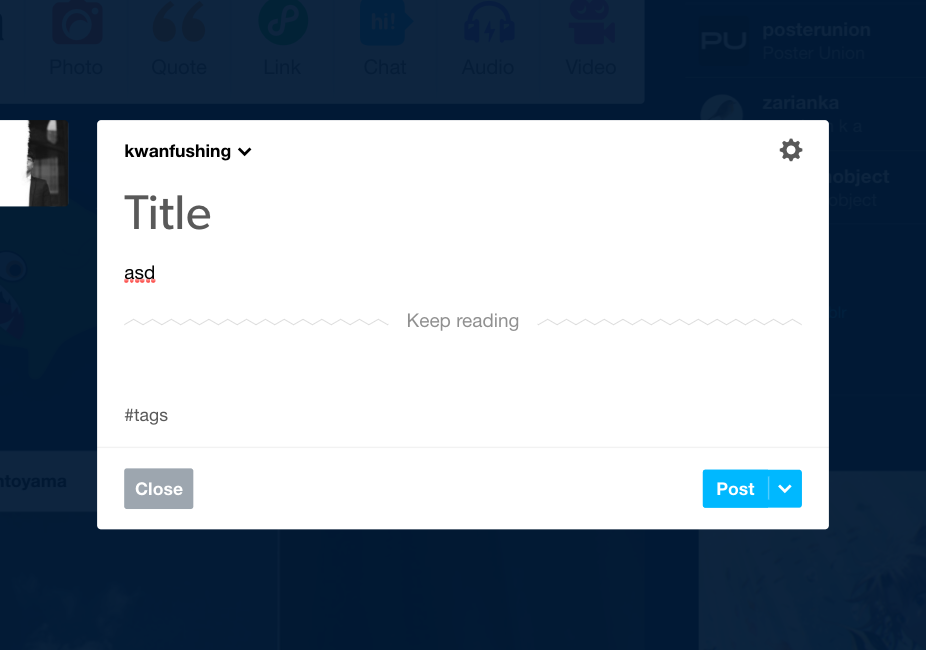 Photo
Quote
Link
hi!
Chat
Audio
Video
PU
posterunion
Poster Union
zarianka
k a
kwanfushing
object
object
Title
asd
Keep reading
#tags
ntoyama
Close
Post